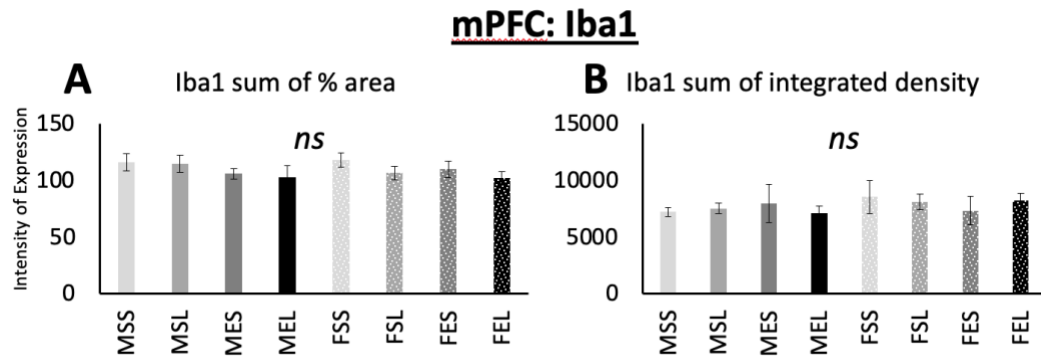 mPFC: Iba1
A Iba1 sum of % area
Intensity of Expression
150
100
50
0
ns
MSS MSL MES MEL FSS FSL FES FEL
B Iba1 sum of integrated density
15000
10000
5000
0
ns
MSS MSL MES MEL FSS FSL FES FEL